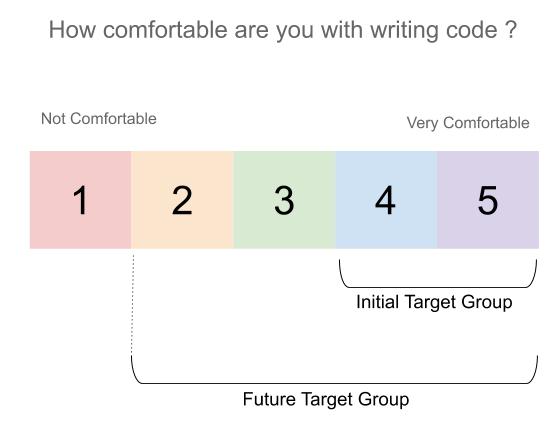 How comfortable are you with writing code ?
Not Comfortable
Very Comfortable
1 2 3 4 5
Initial Target Group
Future Target Group